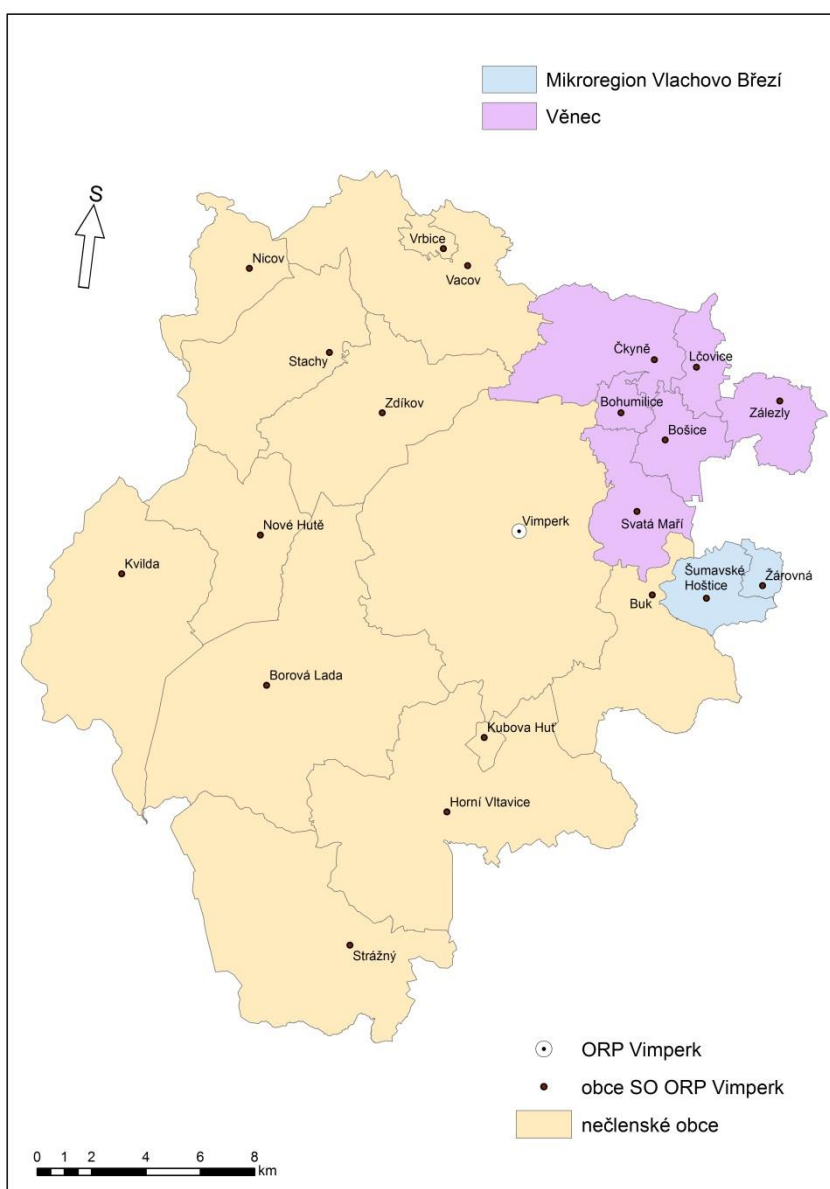 Mikroregion Vlachovo Březí
Věnec
S
Nicov
Vrbice
Vacov
Stachy
Čkyně
Lčovice
Zdíkov
Bohumilice
Zálezly
Bošice
Nové Hutě
Vimperk
Svatá Maří
Kvilda
Šumavské
Hoštice
Žárovná
Buk
Borová Lada
Kubova Huť
Horní Vltavice
Strážný
ORP Vimperk
obce SO ORP Vimperk
nečlenské obce
0 1 2 4 6 8
km